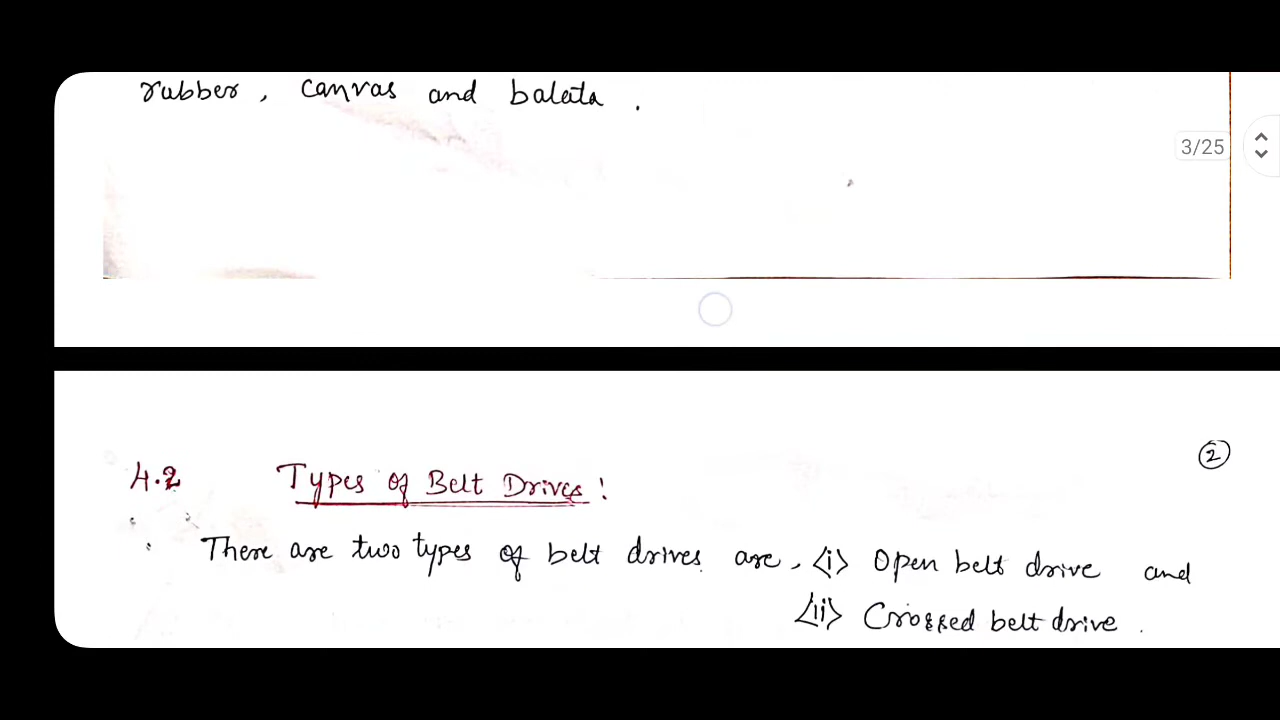 rubber, canvas and balata.
3/25
2
4.2 Types of Belt Drives:
There are two types of belt drives are, <i> Open belt drive and
<ii> Crossed belt drive.